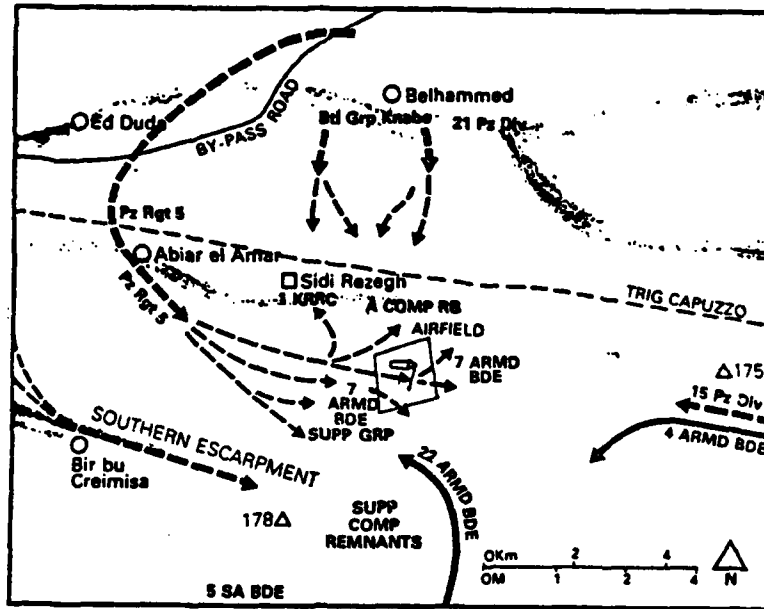 Belhammed
Ed Duda
BY-PASS ROAD
Btl Grp Knabe
21 Pz Div
Pz Rgt 5
Abiar el Amar
Sidi Rezegh
1 KRRC
A COMP RB
TRIG CAPUZZO
Pz Rgt 5
AIRFIELD
7 ARMD
BDE
175
7
ARMD
BDE
15 Pz Div
4 ARMD BDE
SUPP GRP
SOUTHERN ESCARPMENT
Bir bu
Creimisa
22 ARMD BDE
178
SUPP
COMP
REMNANTS
5 SA BDE
0Km 2 4
0M 1 2 4
N